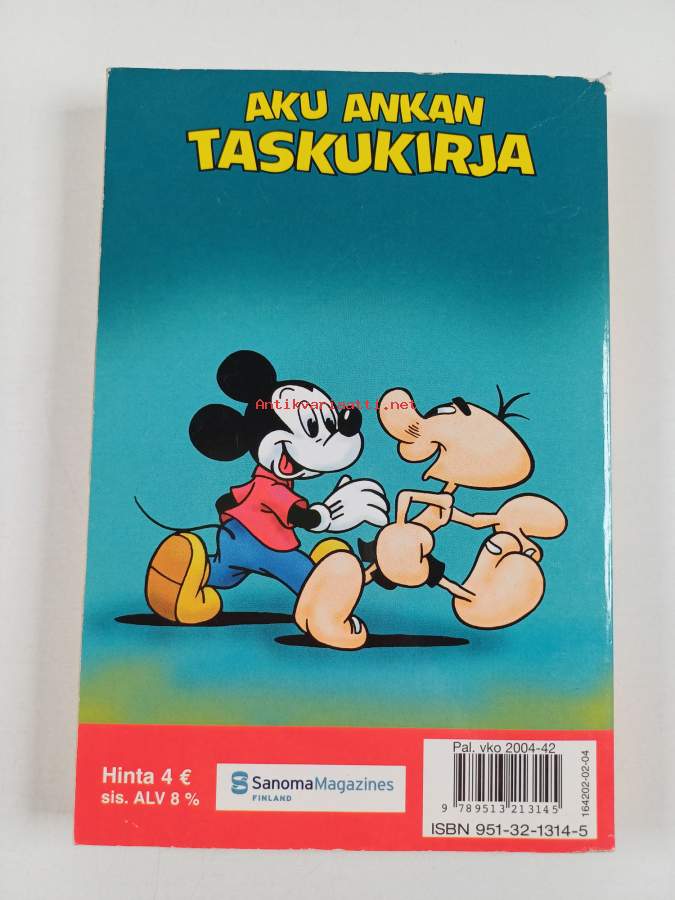 AKU ANKAN
TASKUKIRJA
Antikvariaatti.net
Hinta 4 €
sis. ALV 8 %
SanomaMagazines
FINLAND
Pal. vko 2004-42
9 789513 213145
ISBN 951-32-1314-5
164202-02-04